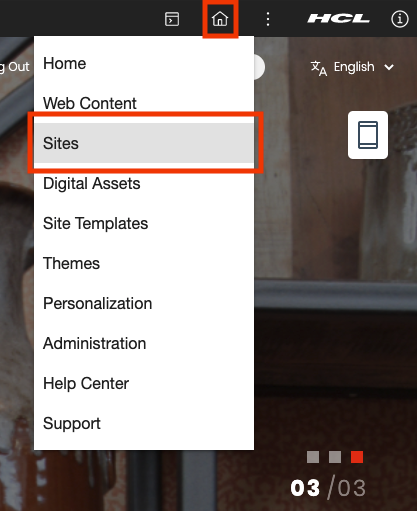 HCL
g Out
English
Home
Web Content
Sites
Digital Assets
Site Templates
Themes
Personalization
Administration
Help Center
Support
03/03